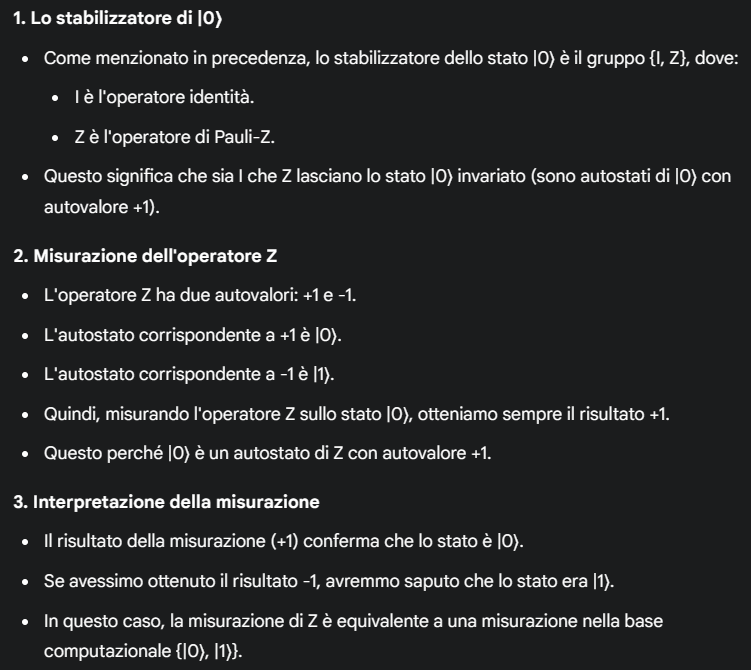 1. Lo stabilizzatore di |0⟩
• Come menzionato in precedenza, lo stabilizzatore dello stato |0⟩ è il gruppo {I, Z}, dove:
• I è l'operatore identità.
• Z è l'operatore di Pauli-Z.
• Questo significa che sia I che Z lasciano lo stato |0⟩ invariato (sono autostati di |0⟩ con
autovalore +1).
2. Misurazione dell'operatore Z
• L'operatore Z ha due autovalori: +1 e -1.
• L'autostato corrispondente a +1 è |0⟩.
• L'autostato corrispondente a -1 è |1⟩.
• Quindi, misurando l'operatore Z sullo stato |0⟩, otteniamo sempre il risultato +1.
• Questo perché |0⟩ è un autostato di Z con autovalore +1.
3. Interpretazione della misurazione
• Il risultato della misurazione (+1) conferma che lo stato è |0⟩.
• Se avessimo ottenuto il risultato -1, avremmo saputo che lo stato era |1⟩.
• In questo caso, la misurazione di Z è equivalente a una misurazione nella base
computazionale {|0⟩, |1⟩}.